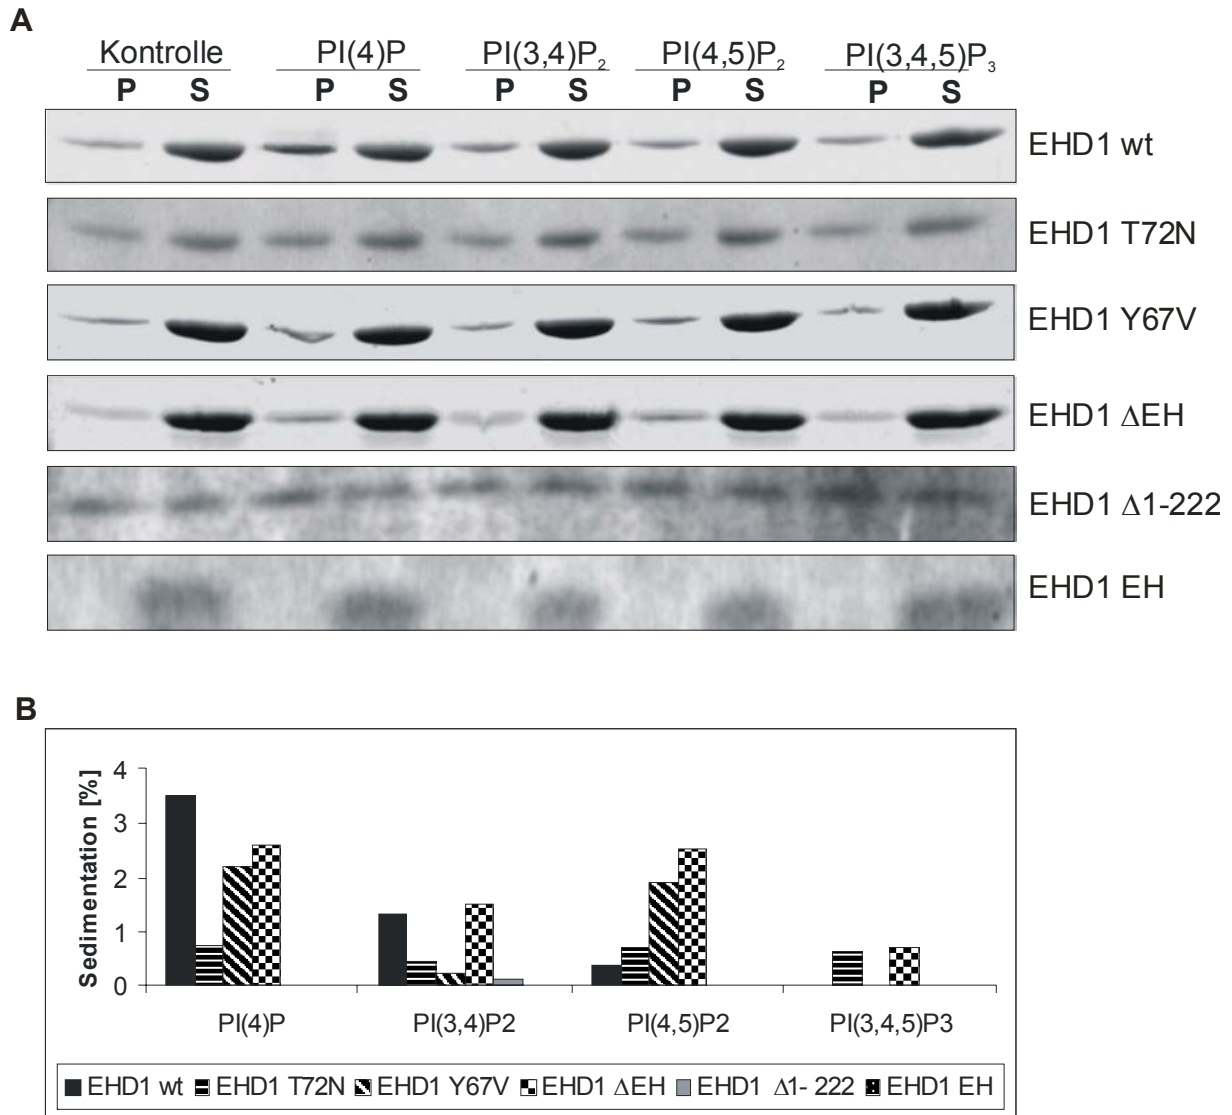 A
Kontrolle PI(4)P PI(3,4)P₂ PI(4,5)P₂ PI(3,4,5)P₃
P S P S P S P S P S
EHD1 wt
EHD1 T72N
EHD1 Y67V
EHD1 ΔEH
EHD1 Δ1-222
EHD1 EH
B
Sedimentation [%]
4
3
2
1
0
PI(4)P PI(3,4)P2 PI(4,5)P2 PI(3,4,5)P3
EHD1 wt EHD1 T72N EHD1 Y67V EHD1 ΔEH EHD1 Δ1- 222 EHD1 EH